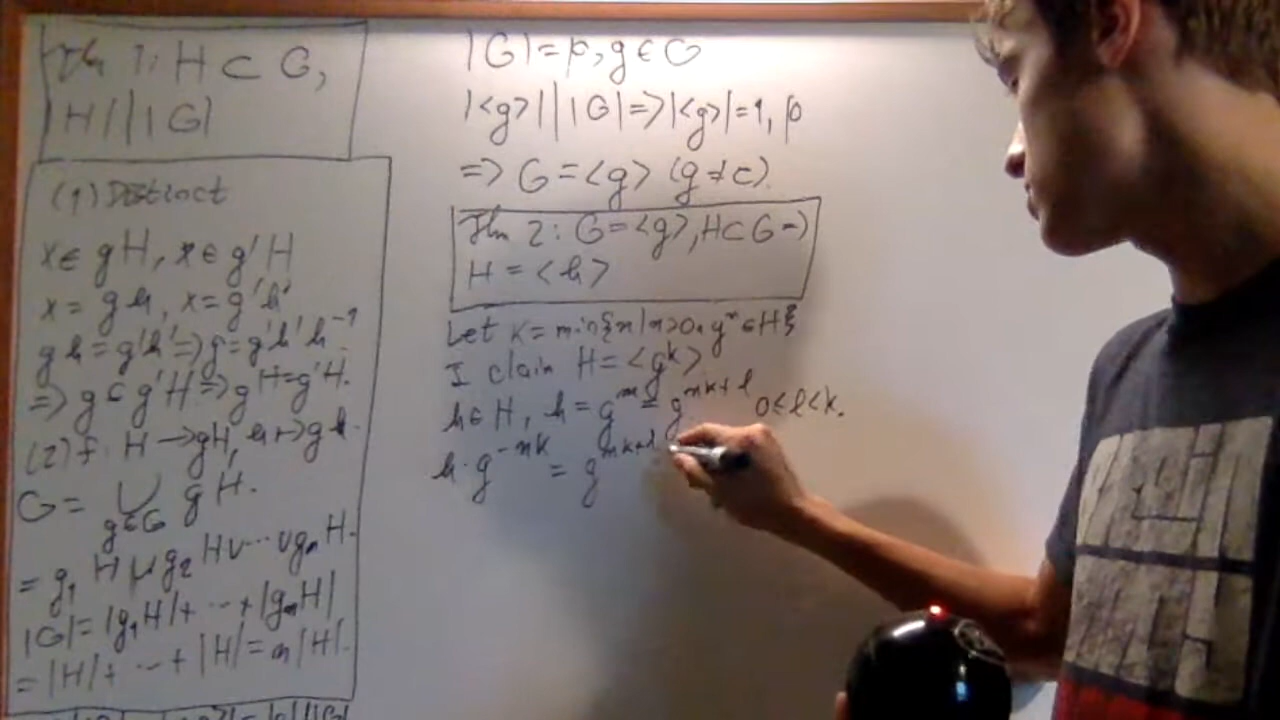 Thm 1: H ⊂ G,
|H| | |G|
(1) Distinct
x ∈ gH, x ∈ g'H
x = gh, x = g'h'
gh = g'h' => g = g'h'h⁻¹
=> g ∈ g'H => gH = g'H.
(2) f: H → gH, h ↦ gh.
G = ⋃ gH.
g∈G
= g₁H ∪ g₂H ∪ ··· ∪ gₙH.
|G| = |g₁H| + ··· + |gₙH|
= |H| + ··· + |H| = n|H|.
|G| = p, g ∈ G
|<g>| | |G| => |<g>| = 1, p
=> G = <g> (g ≠ e).
Thm 2: G = <g>, H ⊂ G =>
H = <h>
Let k = min{n | n>0, gⁿ ∈ H}
I claim H = <gᵏ>
h ∈ H, h = gᵐ = gⁿᵏ⁺ˡ 0 ≤ l < k.
h · g⁻ⁿᵏ = gⁿᵏ⁺ˡ